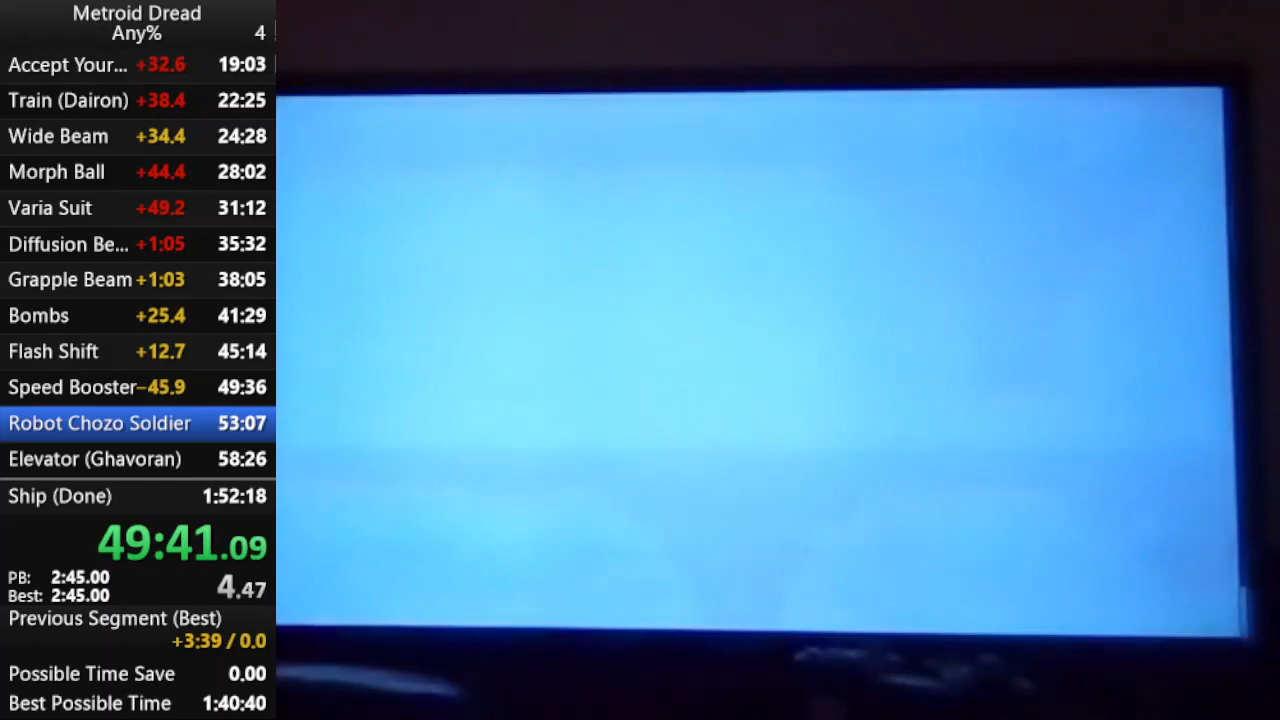 Metroid Dread
Any% 4
Accept Your... +32.6 19:03
Train (Dairon) +38.4 22:25
Wide Beam +34.4 24:28
Morph Ball +44.4 28:02
Varia Suit +49.2 31:12
Diffusion Be... +1:05 35:32
Grapple Beam +1:03 38:05
Bombs +25.4 41:29
Flash Shift +12.7 45:14
Speed Booster −45.9 49:36
Robot Chozo Soldier 53:07
Elevator (Ghavoran) 58:26
Ship (Done) 1:52:18
49:41.09
PB: 2:45.00 4.47
Best: 2:45.00
Previous Segment (Best)
+3:39 / 0.0
Possible Time Save 0.00
Best Possible Time 1:40:40